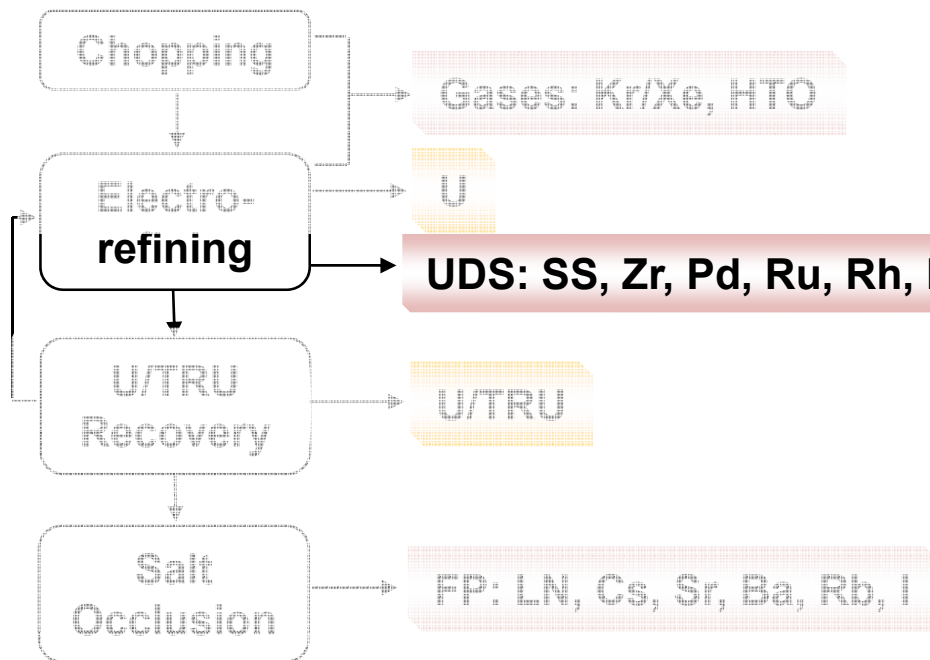 Chopping
Gases: Kr/Xe, HTO
Electro-
refining
U
UDS: SS, Zr, Pd, Ru, Rh,
U/TRU
Recovery
U/TRU
Salt
Occlusion
FP: LN, Cs, Sr, Ba, Rb, I